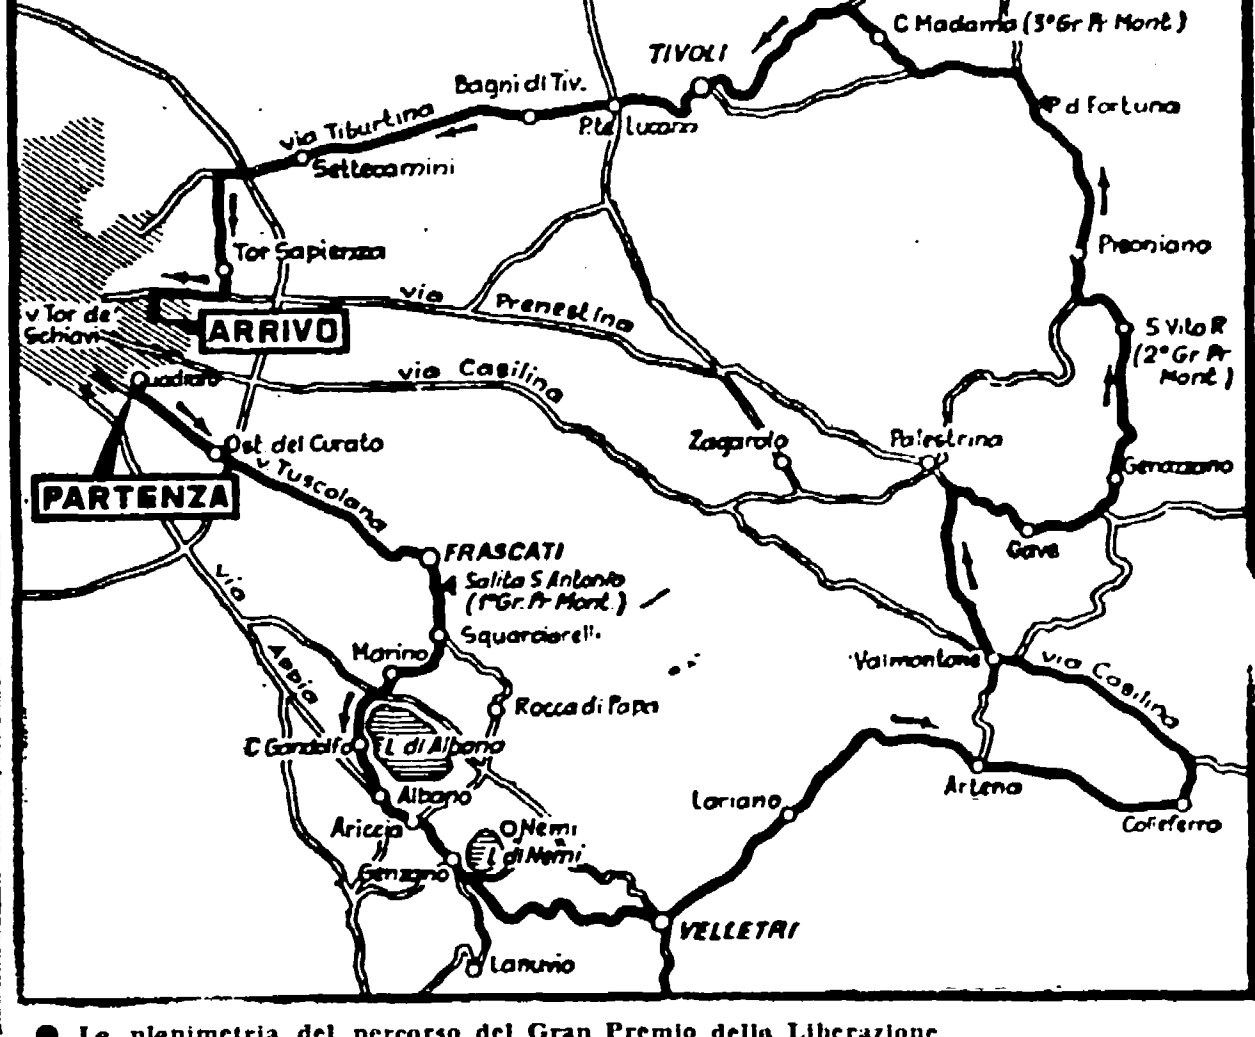 C Madama (3º Gr Pr Mont.)
TIVOLI
Bagni di Tiv.
P.te Lucano
P d Fortuna
via Tiburtina
Settecamini
Tor Sapienza
Pisoniano
via Prenestina
v Tor de'
Schiavi
ARRIVO
S Vito R
(2º Gr Pr
Mont.)
Quadraro
via Casilina
Ost. del Curato
Zagarolo
Palestrina
Genazzano
v Tuscolana
PARTENZA
Cave
FRASCATI
Salita S Antonio
(1º Gr. Pr Mont.)
via
Appia
Squarciarelli
Marino
Valmontone
via Casilina
Rocca di Papa
C Gandolfo
L di Albano
Albano
Lariano
Artena
Colleferro
Ariccia
Nemi
L di Nemi
Genzano
VELLETRI
Lanuvio
● La planimetria del percorso del Gran Premio della Liberazione